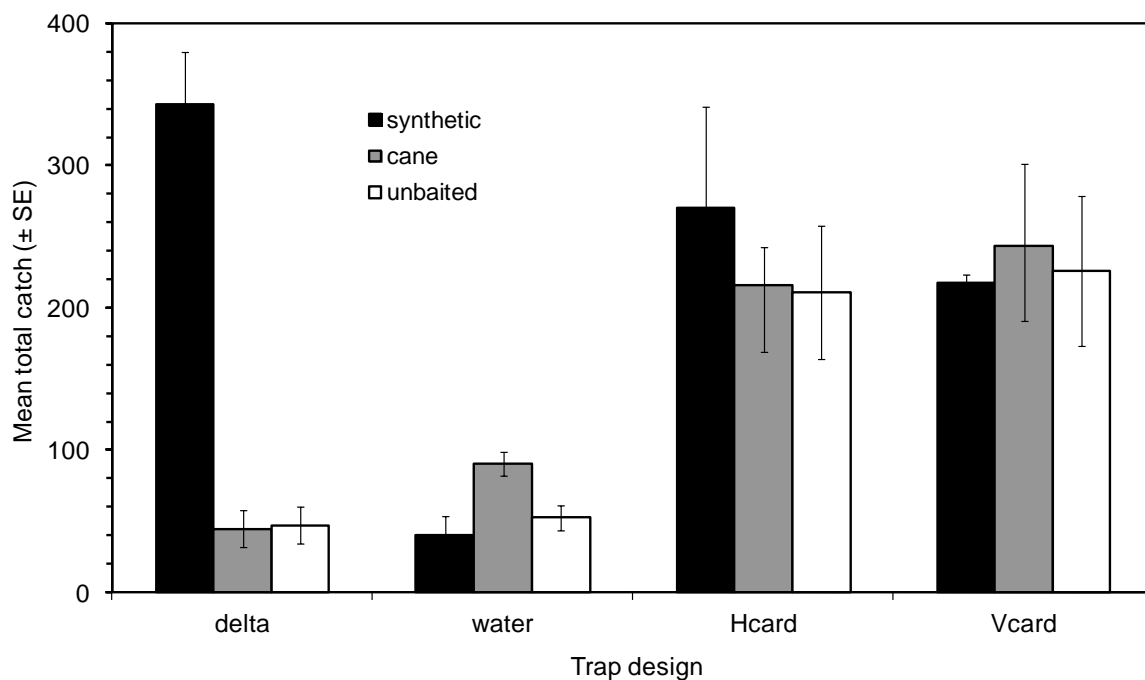 400
300
200
100
0
Mean total catch (± SE)
synthetic
cane
unbaited
delta water Hcard Vcard
Trap design